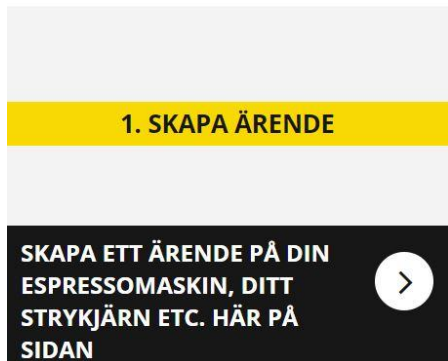 1. SKAPA ÄRENDE
SKAPA ETT ÄRENDE PÅ DIN
ESPRESSOMASKIN, DITT
STRYKJÄRN ETC. HÄR PÅ
SIDAN